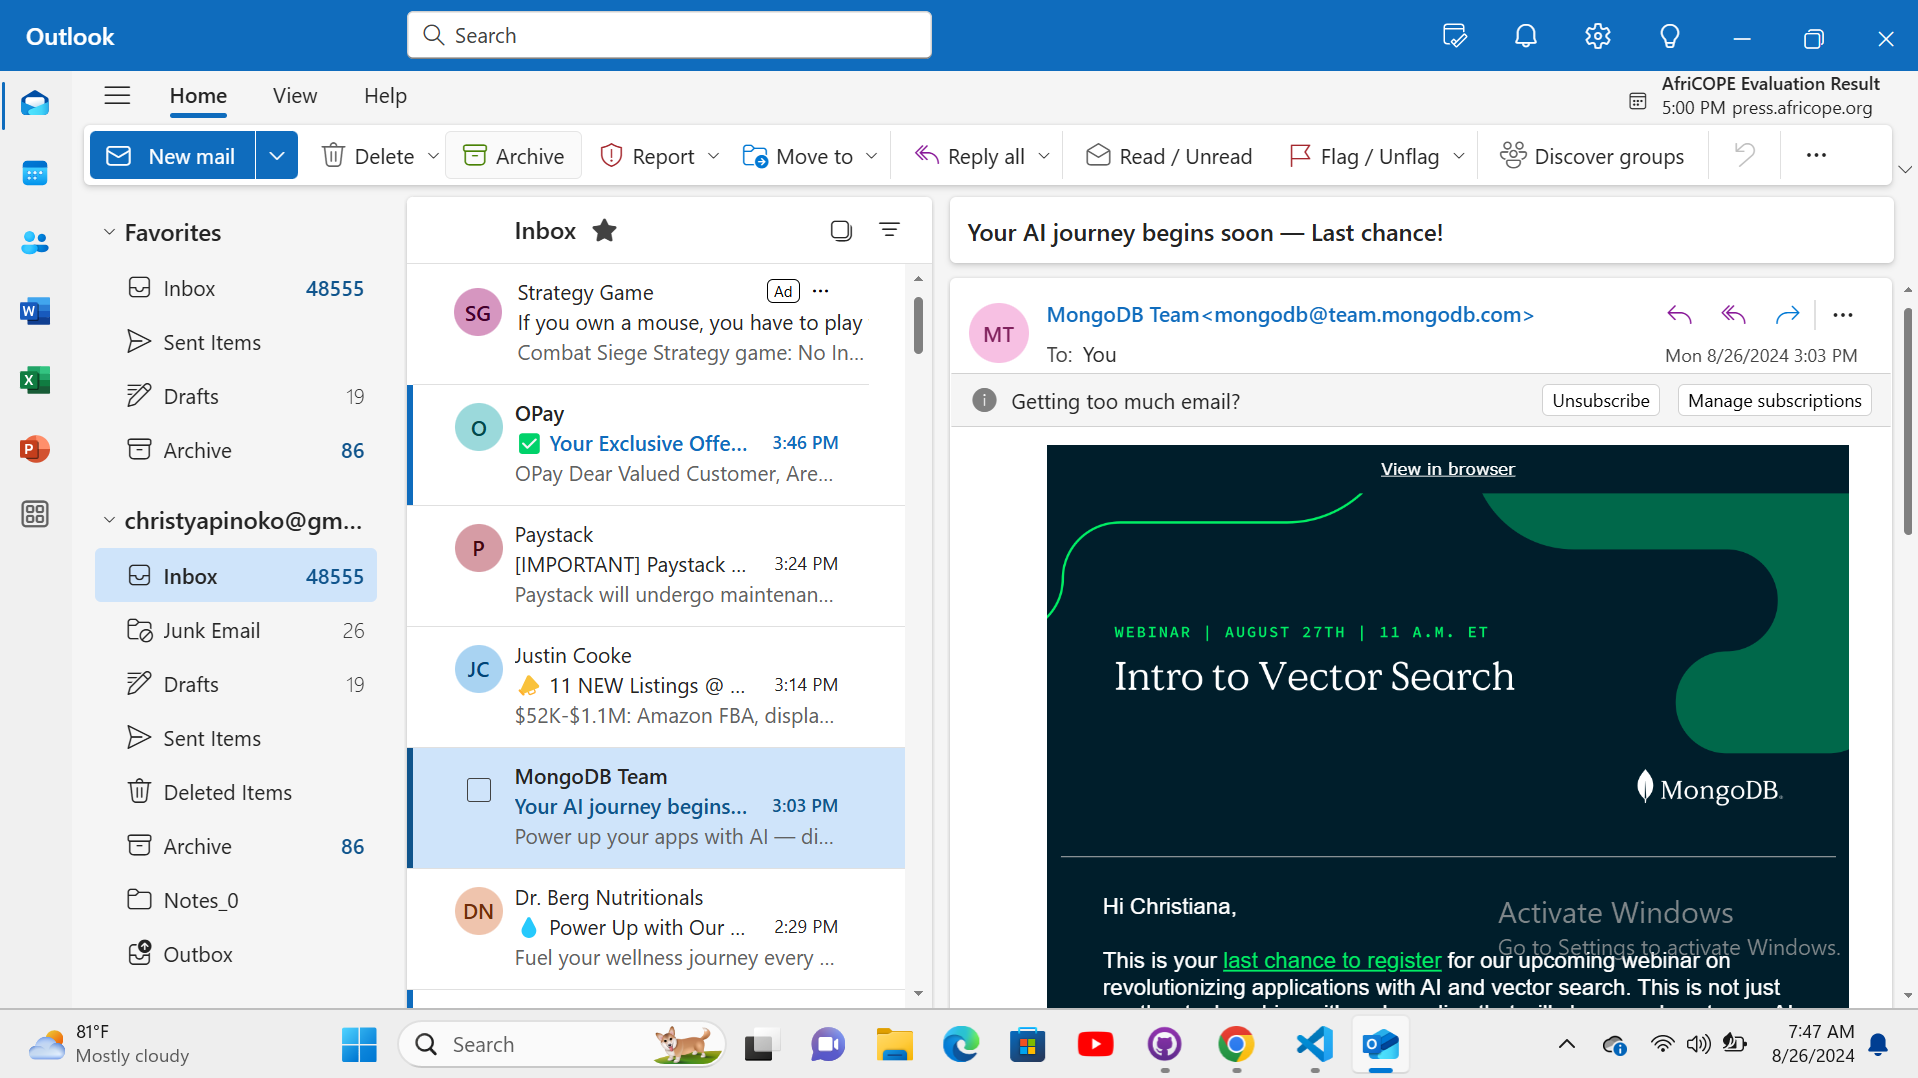 Outlook
Search
Home
View
Help
AfriCOPE Evaluation Result
5:00 PM press.africope.org
New mail
Delete
Archive
Report
Move to
Reply all
Read / Unread
Flag / Unflag
Discover groups
Favorites
Inbox 48555
Sent Items
Drafts 19
Archive 86
christyapinoko@gm...
Inbox 48555
Junk Email 26
Drafts 19
Sent Items
Deleted Items
Archive 86
Notes_0
Outbox
Inbox
SG
Strategy Game Ad
If you own a mouse, you have to play
Combat Siege Strategy game: No In...
O
OPay
Your Exclusive Offe... 3:46 PM
OPay Dear Valued Customer, Are...
P
Paystack
[IMPORTANT] Paystack ... 3:24 PM
Paystack will undergo maintenan...
JC
Justin Cooke
11 NEW Listings @ ... 3:14 PM
$52K-$1.1M: Amazon FBA, displa...
MongoDB Team
Your AI journey begins... 3:03 PM
Power up your apps with AI — di...
DN
Dr. Berg Nutritionals
Power Up with Our ... 2:29 PM
Fuel your wellness journey every ...
Your AI journey begins soon — Last chance!
MT
MongoDB Team<mongodb@team.mongodb.com>
To: You
Mon 8/26/2024 3:03 PM
Getting too much email?
Unsubscribe
Manage subscriptions
View in browser
WEBINAR | AUGUST 27TH | 11 A.M. ET
Intro to Vector Search
MongoDB.
Hi Christiana,
This is your last chance to register for our upcoming webinar on
revolutionizing applications with AI and vector search. This is not just
Activate Windows
Go to Settings to activate Windows.
81°F
Mostly cloudy
Search
7:47 AM
8/26/2024